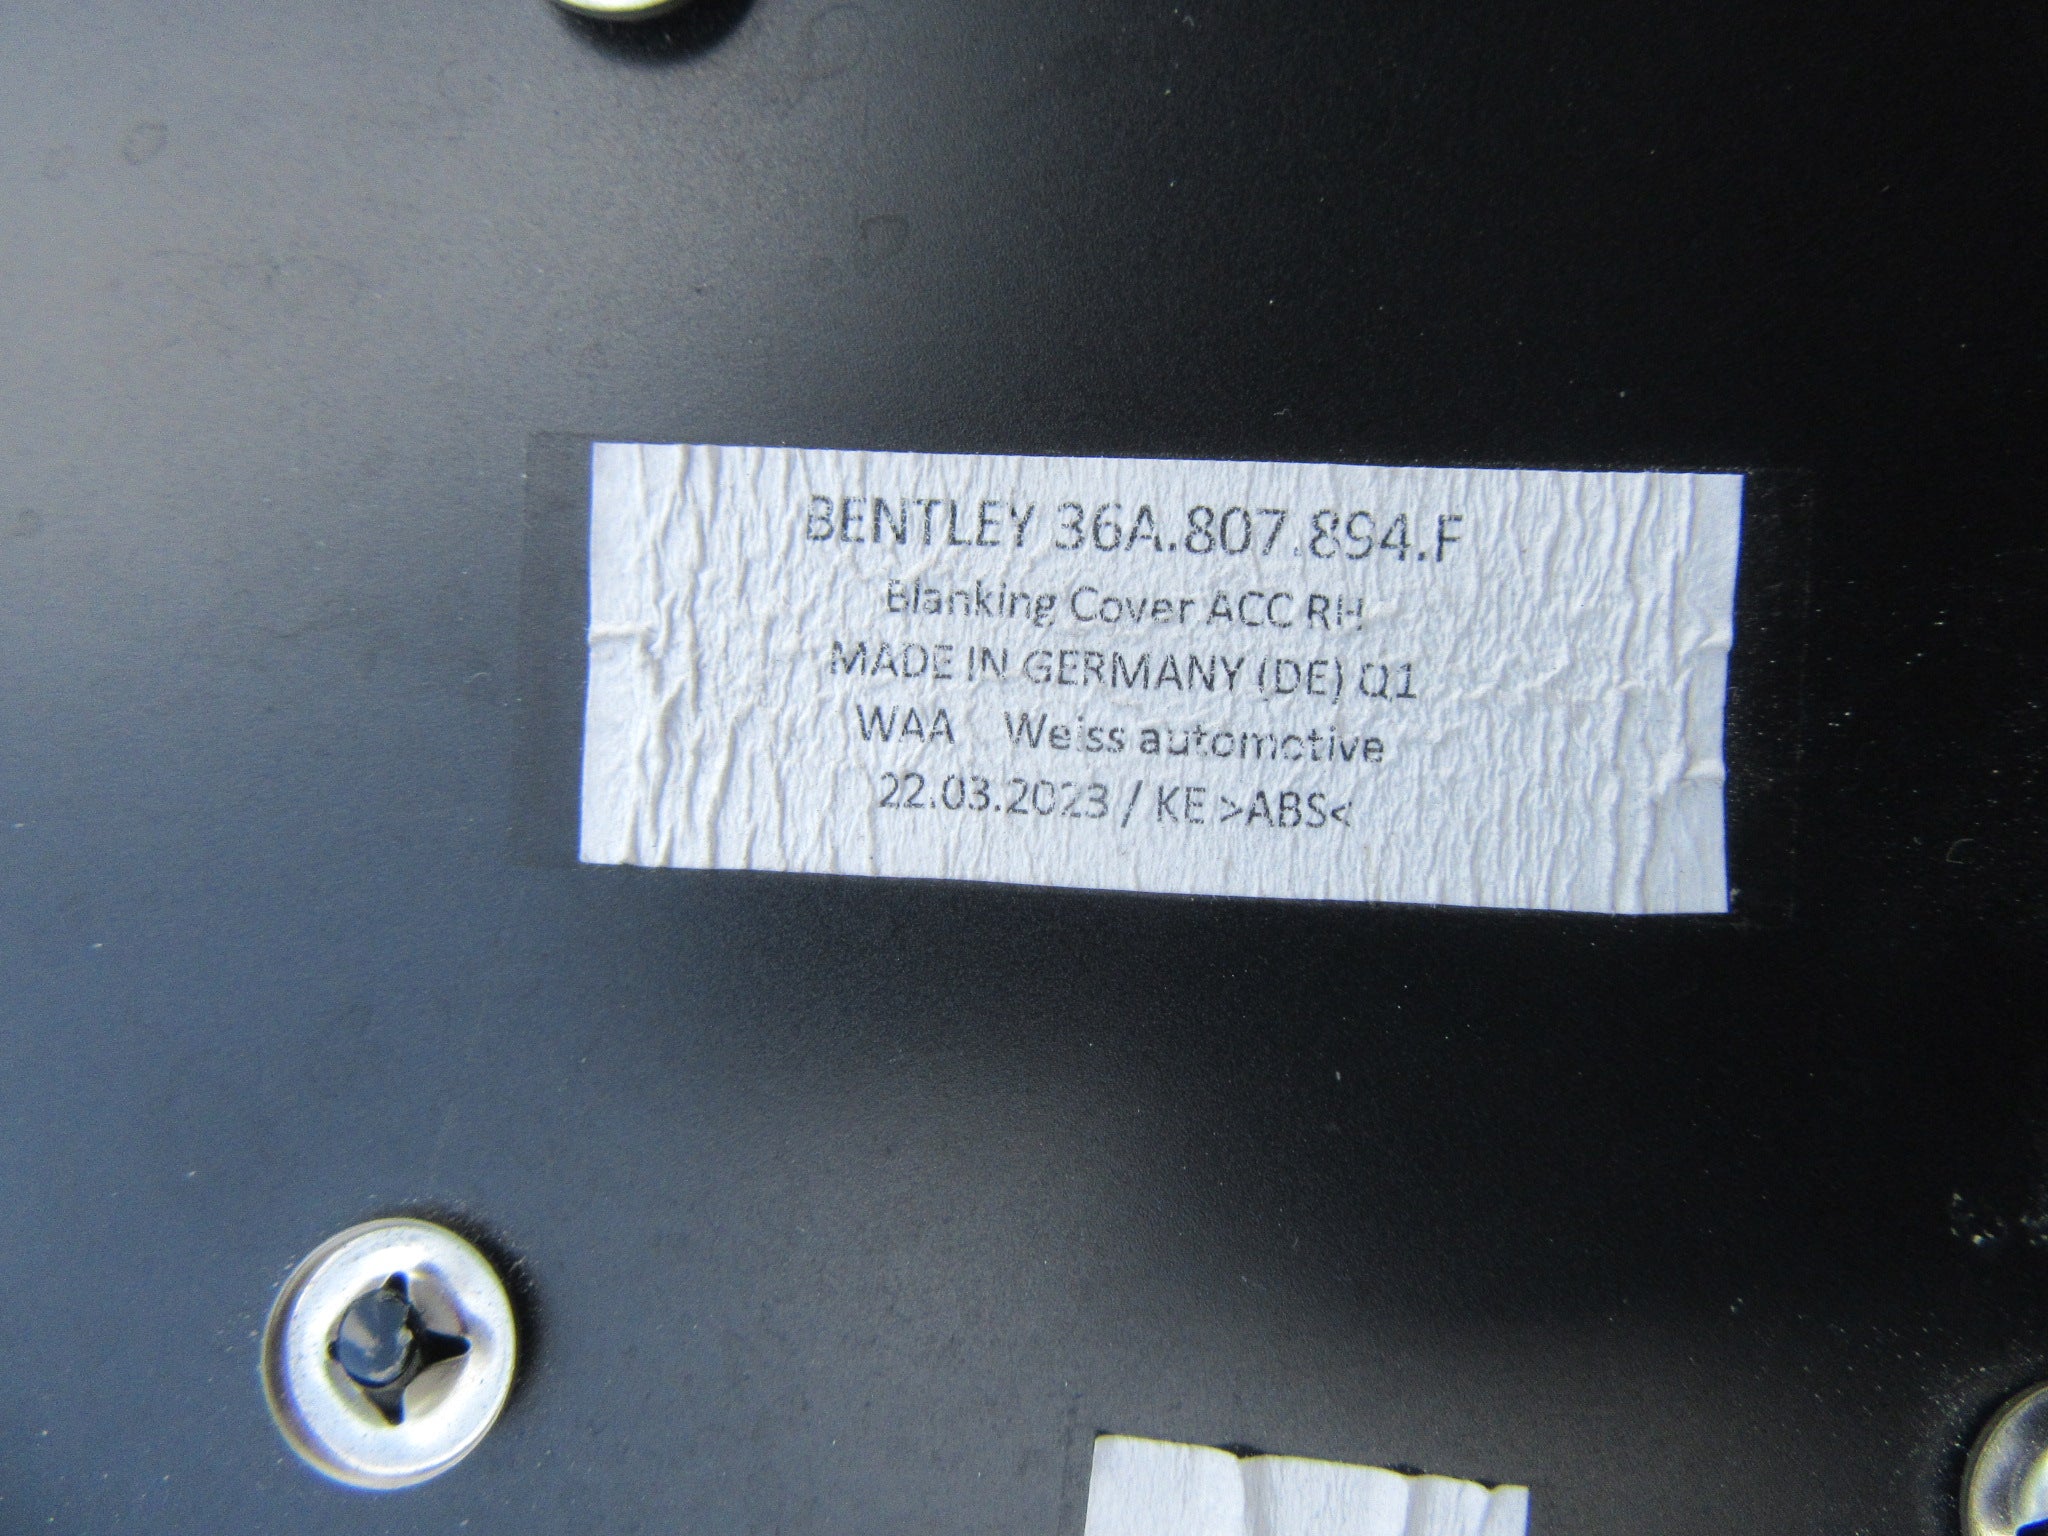 BENTLEY 36A.807.894.F
Blanking Cover ACC RH
MADE IN GERMANY (DE) Q1
WAA Weiss automotive
22.03.2023 / KE >ABS<